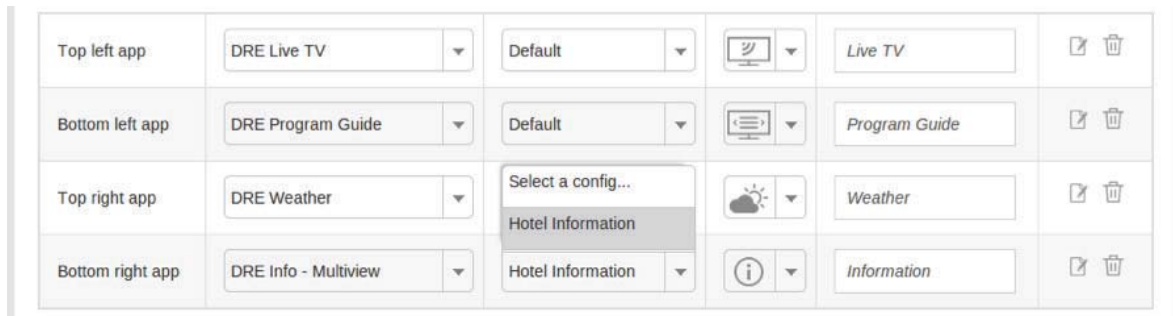 Top left app DRE Live TV Default Live TV
Bottom left app DRE Program Guide Default Program Guide
Select a config...
Top right app DRE Weather Weather
Hotel Information
Bottom right app DRE Info - Multiview Hotel Information Information